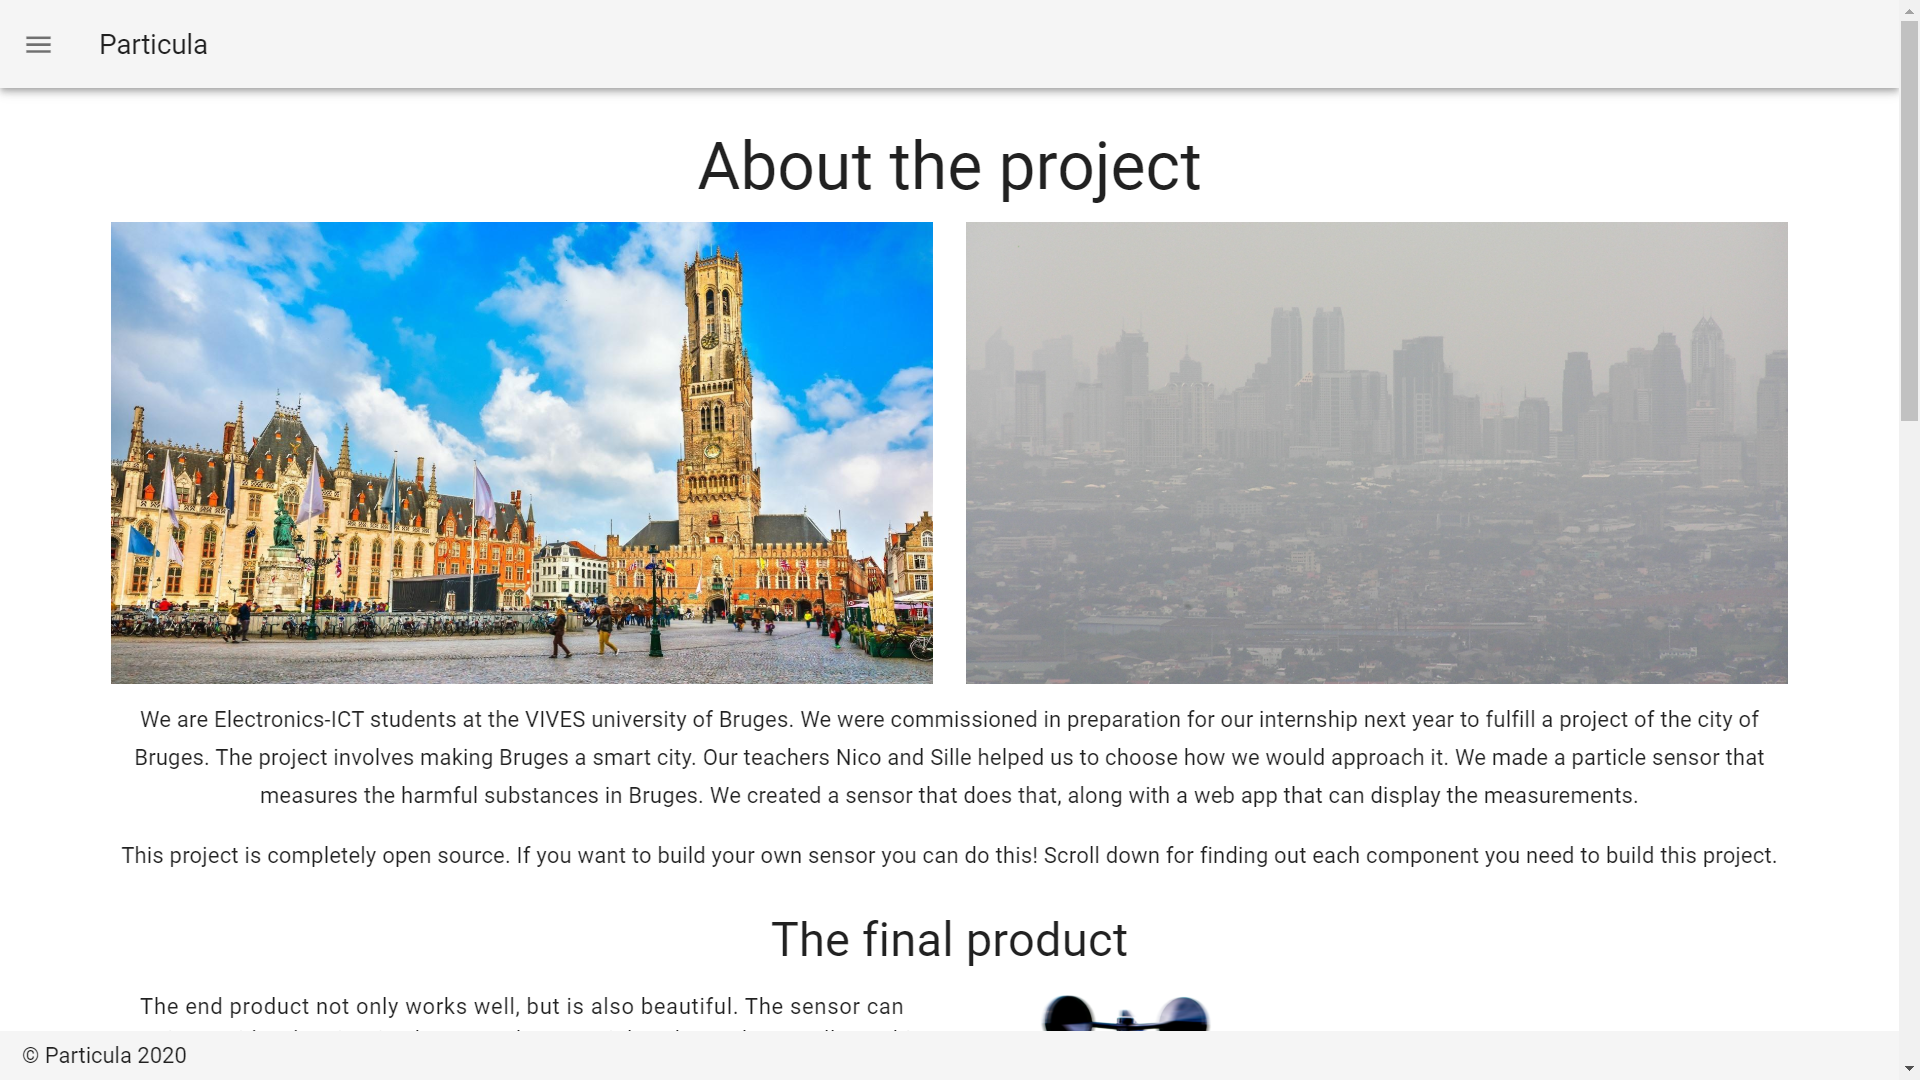 Particula
About the project
We are Electronics-ICT students at the VIVES university of Bruges. We were commissioned in preparation for our internship next year to fulfill a project of the city of
Bruges. The project involves making Bruges a smart city. Our teachers Nico and Sille helped us to choose how we would approach it. We made a particle sensor that
measures the harmful substances in Bruges. We created a sensor that does that, along with a web app that can display the measurements.
This project is completely open source. If you want to build your own sensor you can do this! Scroll down for finding out each component you need to build this project.
The final product
The end product not only works well, but is also beautiful. The sensor can
© Particula 2020